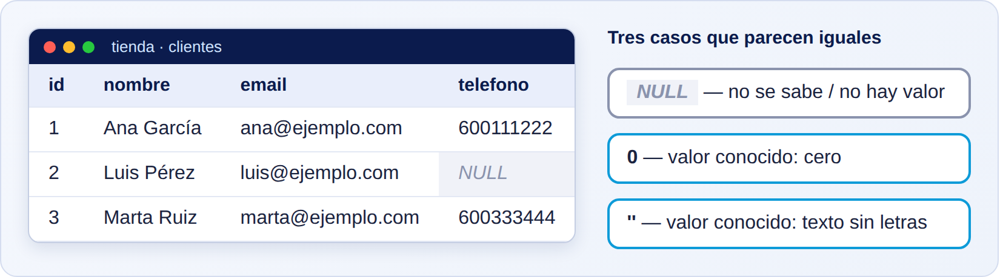 tienda · clientes
id nombre email telefono
1 Ana García ana@ejemplo.com 600111222
2 Luis Pérez luis@ejemplo.com NULL
3 Marta Ruiz marta@ejemplo.com 600333444
Tres casos que parecen iguales
NULL — no se sabe / no hay valor
0 — valor conocido: cero
'' — valor conocido: texto sin letras